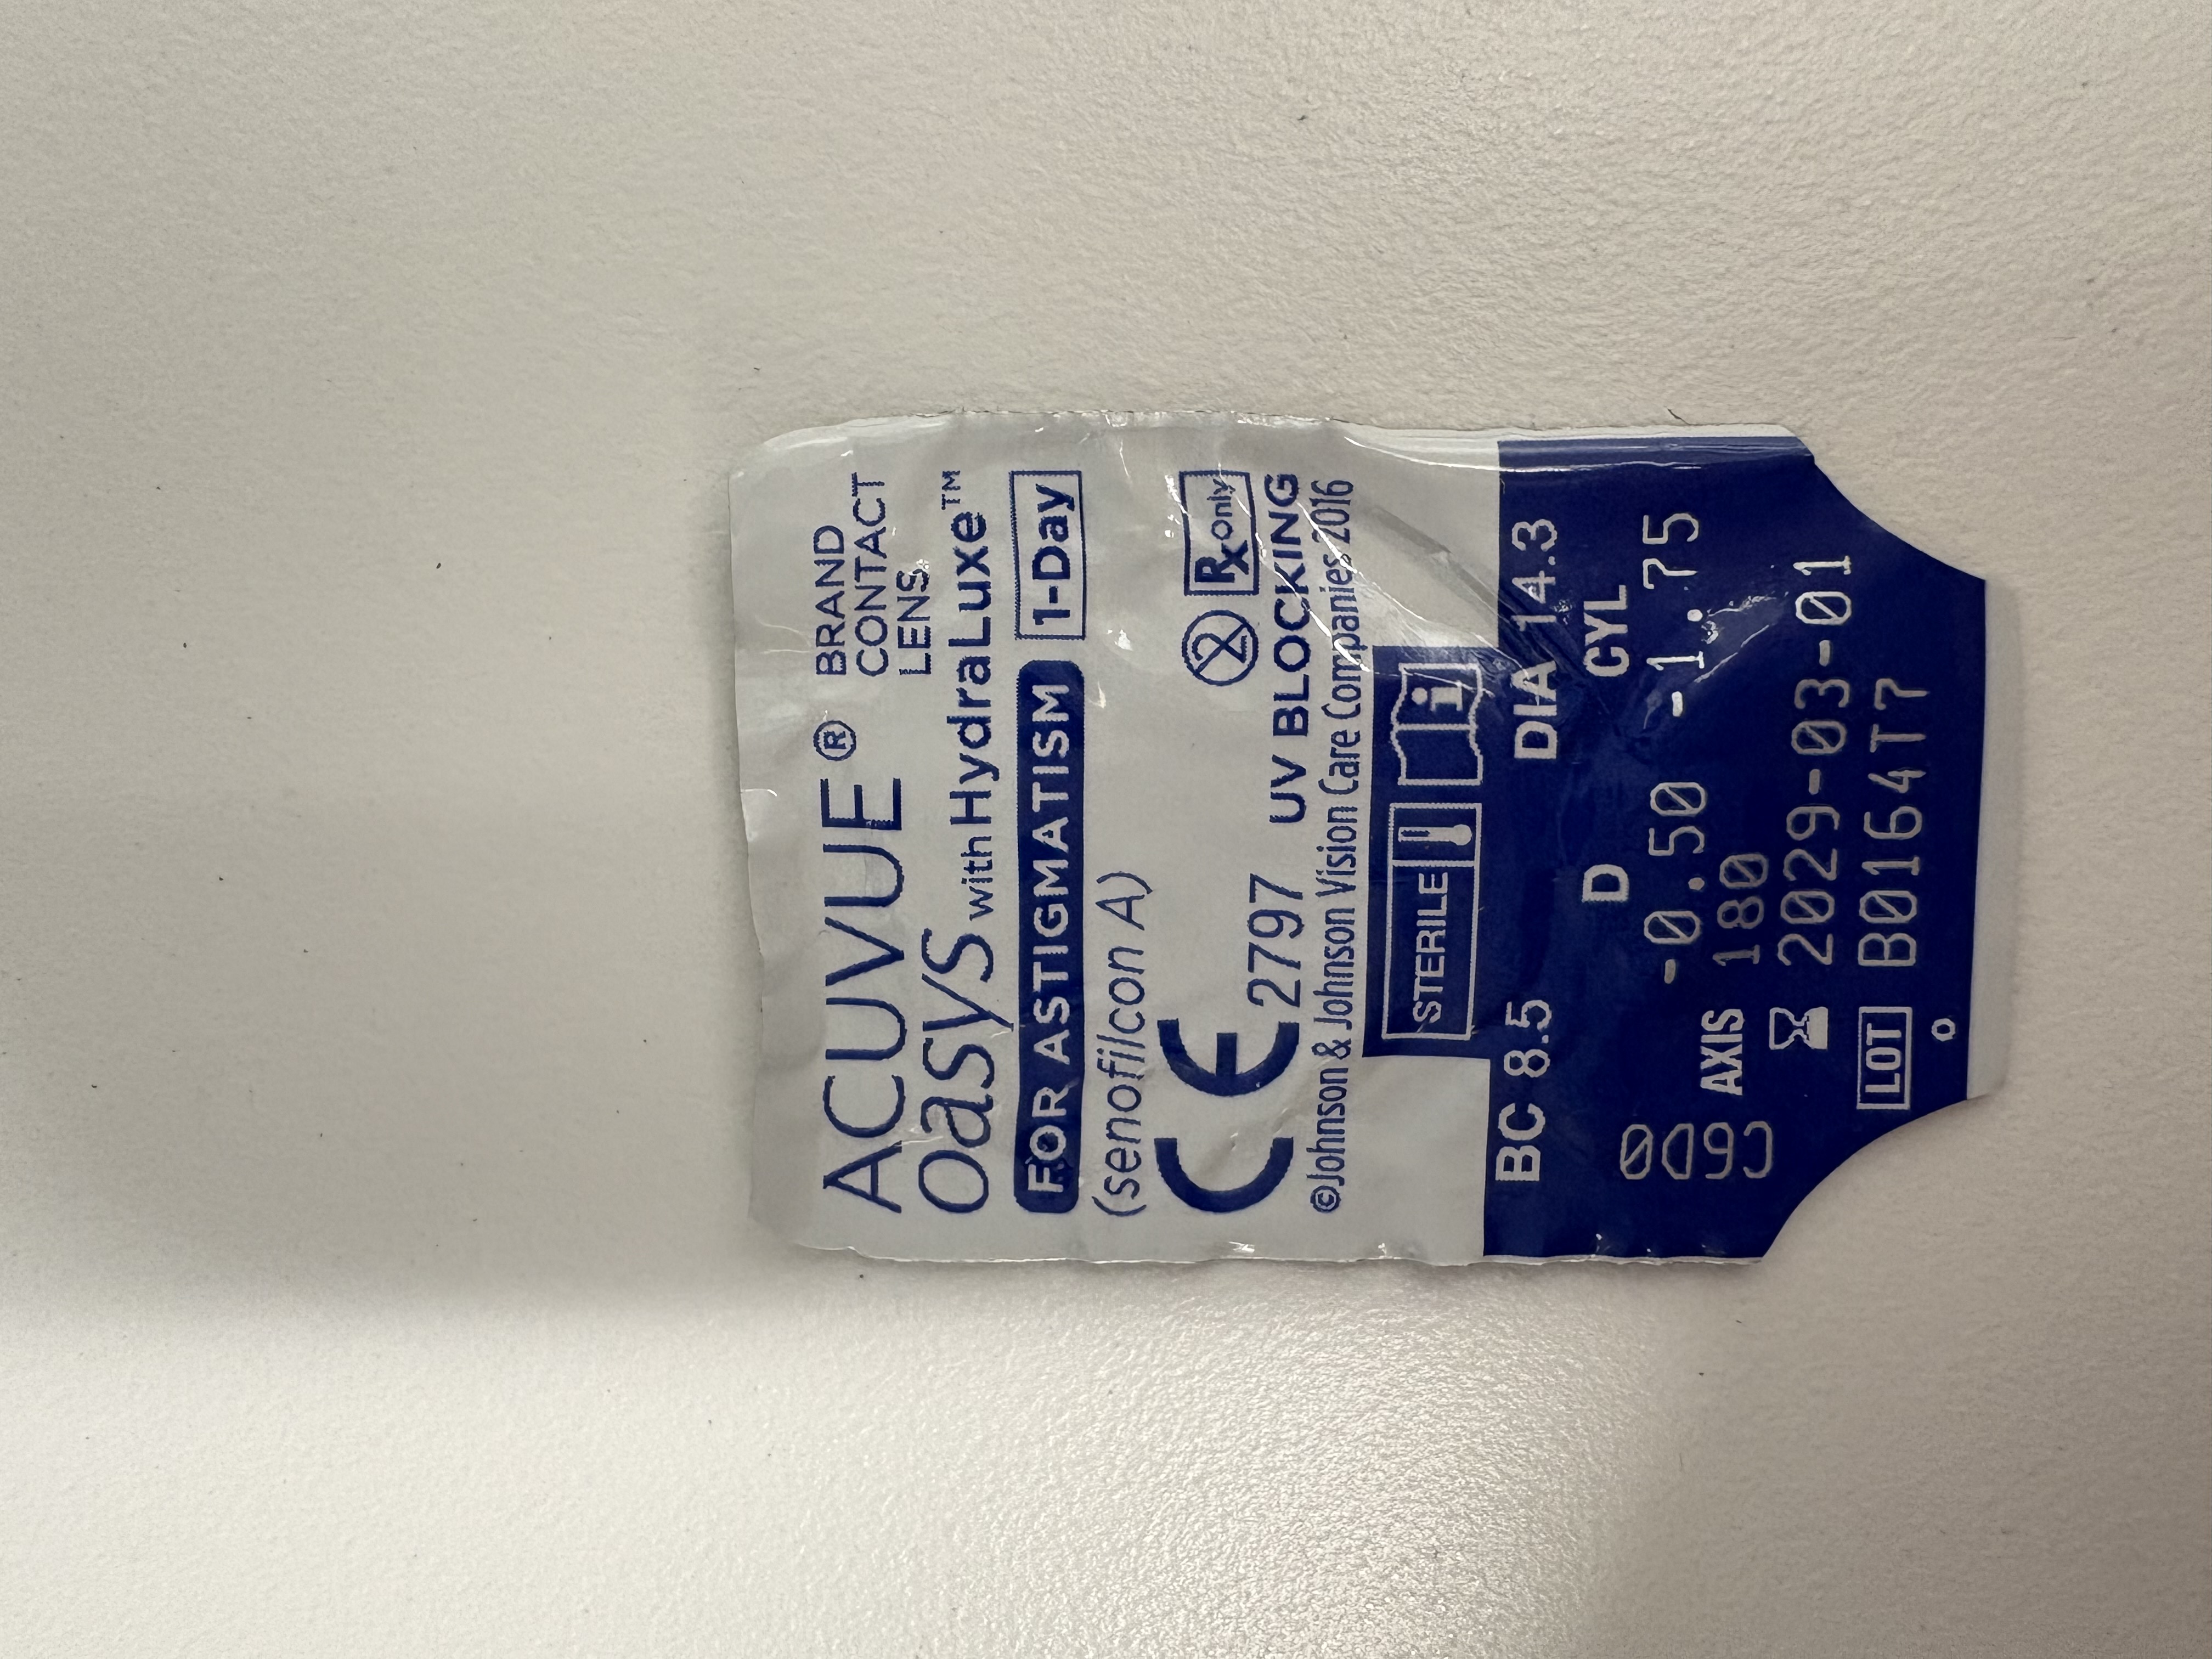 ACUVUE® BRAND CONTACT LENS®
oasys with HydraLuxe™
FOR ASTIGMATISM 1-Day
(senofilcon A)
CE 2797
2 Rx Only
UV BLOCKING
©Johnson & Johnson Vision Care Companies 2016
STERILE i
BC 8.5 DIA 14.3
D CYL
-0.50 -1.75
C6D0
AXIS 180
2029-03-01
LOT B0164T7
o